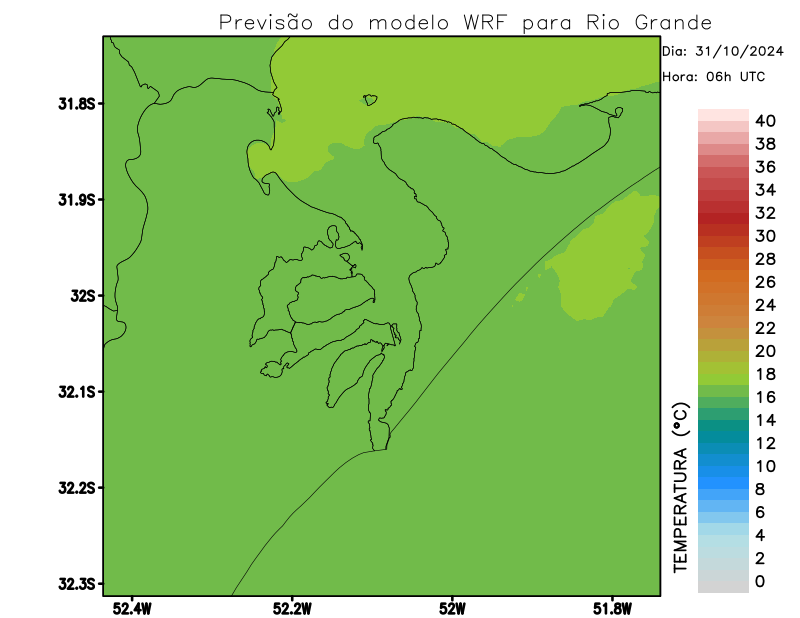 Previsão do modelo WRF para Rio Grande
Dia: 31/10/2024
Hora: 06h UTC
31.8S
31.9S
32S
32.1S
32.2S
32.3S
52.4W
52.2W
52W
51.8W
TEMPERATURA (°C)
40
38
36
34
32
30
28
26
24
22
20
18
16
14
12
10
8
6
4
2
0